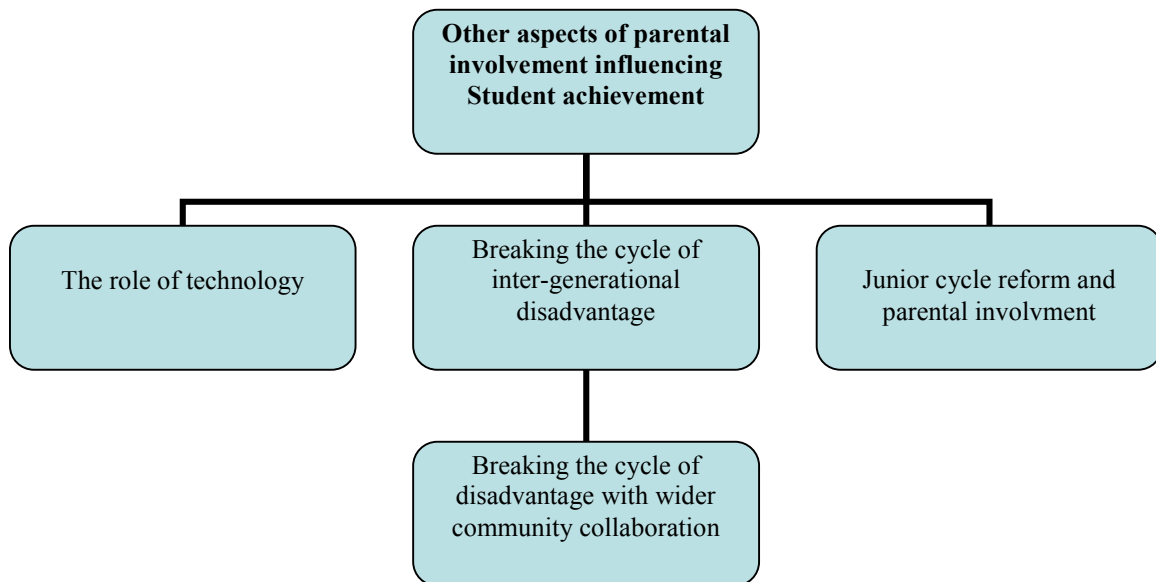 Other aspects of parental
involvement influencing
Student achievement
The role of technology
Breaking the cycle of
inter-generational
disadvantage
Junior cycle reform and
parental involvment
Breaking the cycle of
disadvantage with wider
community collaboration